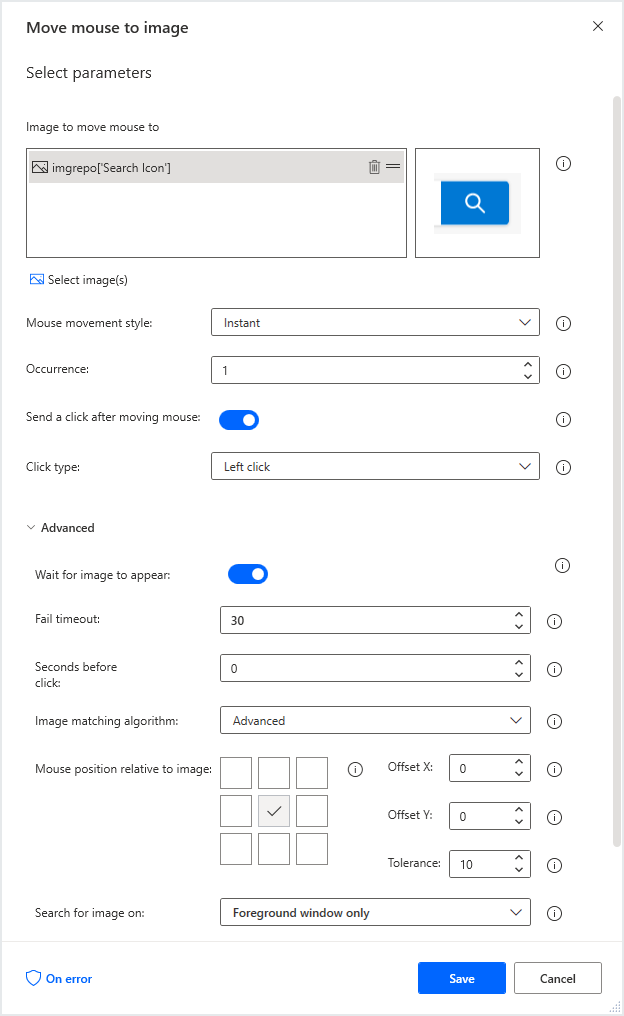 Move mouse to image
Select parameters
Image to move mouse to
imgrepo['Search Icon']
Select image(s)
Mouse movement style:
Instant
Occurrence:
1
Send a click after moving mouse:
Click type:
Left click
Advanced
Wait for image to appear:
Fail timeout:
30
Seconds before
click:
0
Image matching algorithm:
Advanced
Mouse position relative to image:
Offset X:
0
Offset Y:
0
Tolerance:
10
Search for image on:
Foreground window only
On error
Save
Cancel